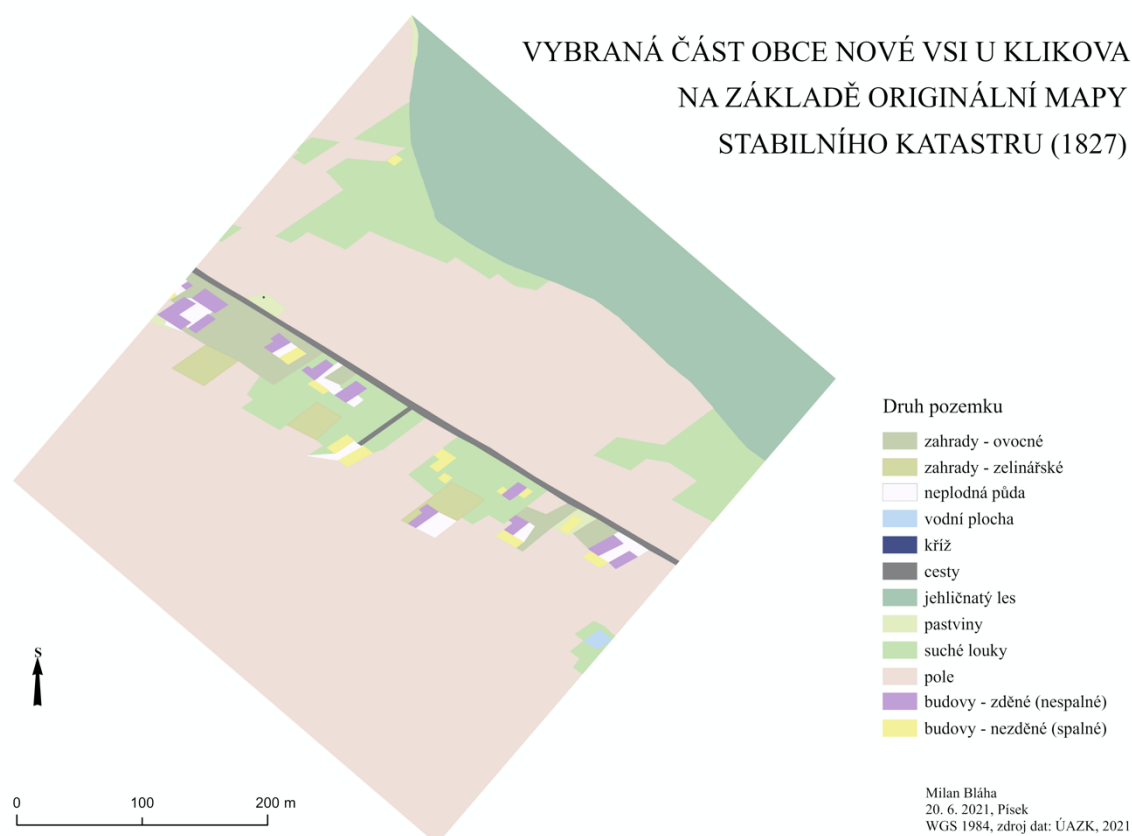 VYBRANÁ ČÁST OBCE NOVÉ VSI U KLIKOVA
NA ZÁKLADĚ ORIGINÁLNÍ MAPY
STABILNÍHO KATASTRU (1827)
Druh pozemku
zahrady - ovocné
zahrady - zelinářské
neplodná půda
vodní plocha
kříž
cesty
jehličnatý les
pastviny
suché louky
pole
budovy - zděné (nespalné)
budovy - nezděné (spalné)
S
0 100 200 m
Milan Bláha
20. 6. 2021, Písek
WGS 1984, zdroj dat: ÚAZK, 2021